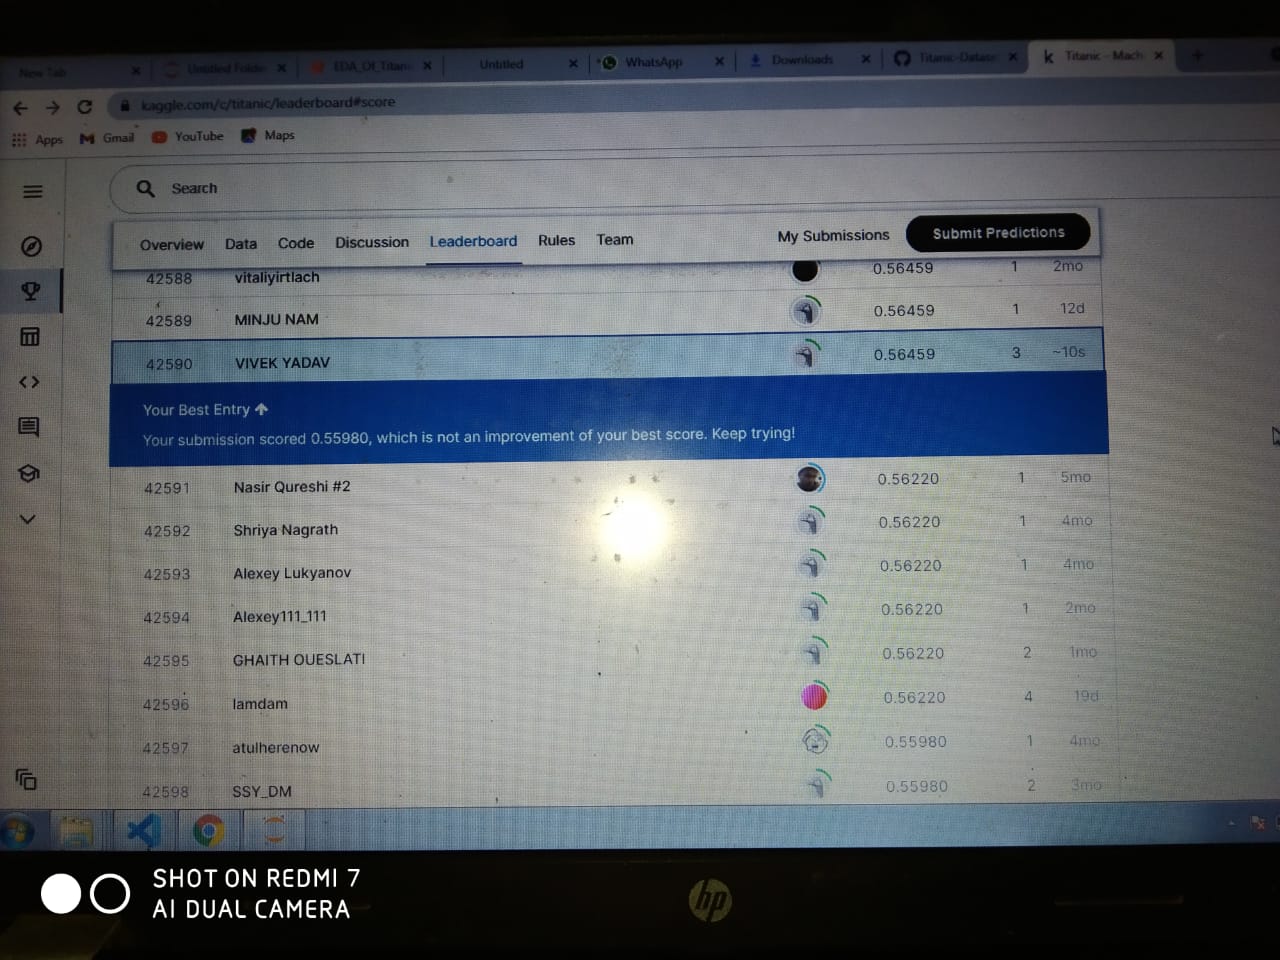 New Tab Untitled Folde EDA_Of_Titani Untitled WhatsApp Downloads Titanic-Datase Titanic - Mach
kaggle.com/c/titanic/leaderboard#score
Apps Gmail YouTube Maps
Search
Overview Data Code Discussion Leaderboard Rules Team My Submissions Submit Predictions
42588 vitaliyirtlach 0.56459 1 2mo
42589 MINJU NAM 0.56459 1 12d
42590 VIVEK YADAV 0.56459 3 ~10s
Your Best Entry
Your submission scored 0.55980, which is not an improvement of your best score. Keep trying!
42591 Nasir Qureshi #2 0.56220 1 5mo
42592 Shriya Nagrath 0.56220 1 4mo
42593 Alexey Lukyanov 0.56220 1 4mo
42594 Alexey111_111 0.56220 1 2mo
42595 GHAITH OUESLATI 0.56220 2 1mo
42596 lamdam 0.56220 4 19d
42597 atulherenow 0.55980 1 4mo
42598 SSY_DM 0.55980 2 3mo
hp
SHOT ON REDMI 7
AI DUAL CAMERA